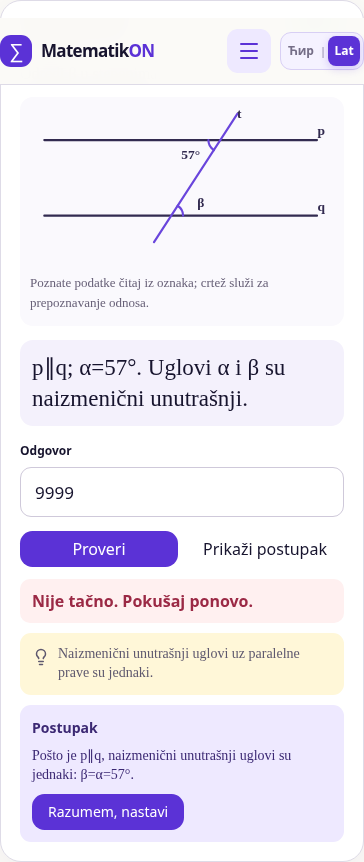 ∑ MatematikON
Ћир | Lat
t
p
57°
β
q
Poznate podatke čitaj iz oznaka; crtež služi za
prepoznavanje odnosa.
p∥q; α=57°. Uglovi α i β su
naizmenični unutrašnji.
Odgovor
9999
Proveri
Prikaži postupak
Nije tačno. Pokušaj ponovo.
Naizmenični unutrašnji uglovi uz paralelne
prave su jednaki.
Postupak
Pošto je p∥q, naizmenični unutrašnji uglovi su
jednaki: β=α=57°.
Razumem, nastavi